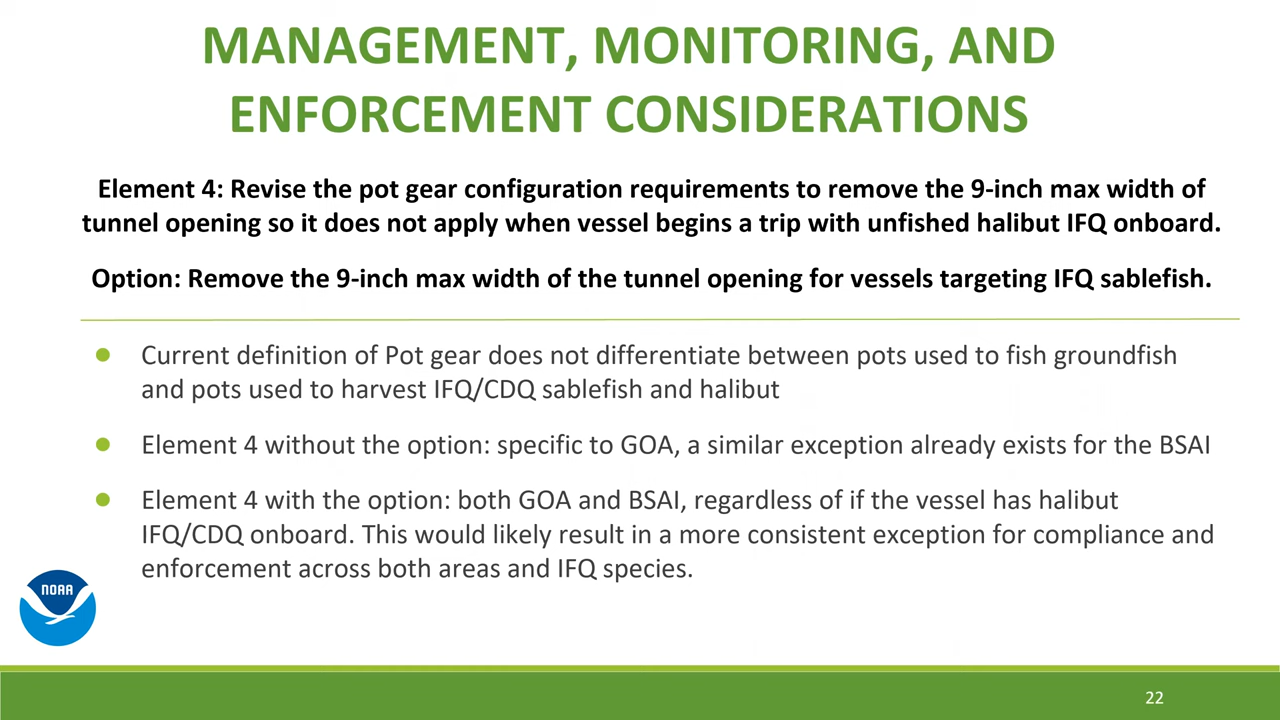 MANAGEMENT, MONITORING, AND
ENFORCEMENT CONSIDERATIONS
Element 4: Revise the pot gear configuration requirements to remove the 9-inch max width of
tunnel opening so it does not apply when vessel begins a trip with unfished halibut IFQ onboard.
Option: Remove the 9-inch max width of the tunnel opening for vessels targeting IFQ sablefish.
● Current definition of Pot gear does not differentiate between pots used to fish groundfish
and pots used to harvest IFQ/CDQ sablefish and halibut
● Element 4 without the option: specific to GOA, a similar exception already exists for the BSAI
● Element 4 with the option: both GOA and BSAI, regardless of if the vessel has halibut
IFQ/CDQ onboard. This would likely result in a more consistent exception for compliance and
enforcement across both areas and IFQ species.
NOAA
22